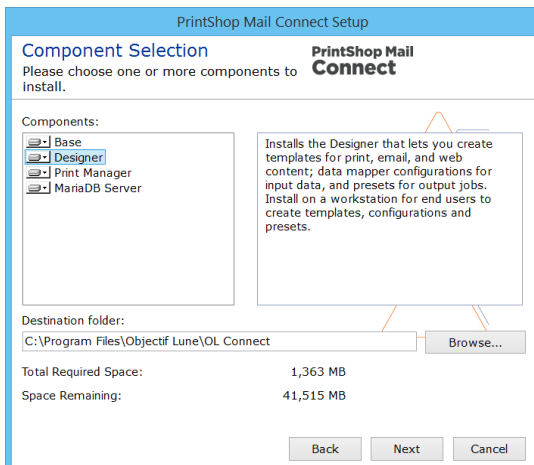 PrintShop Mail Connect Setup
Component Selection
PrintShop Mail
Connect
Please choose one or more components to
install.
Components:
Base
Designer
Print Manager
MariaDB Server
Installs the Designer that lets you create
templates for print, email, and web
content; data mapper configurations for
input data, and presets for output jobs.
Install on a workstation for end users to
create templates, configurations and
presets.
Destination folder:
C:\Program Files\Objectif Lune\OL Connect
Browse...
Total Required Space: 1,363 MB
Space Remaining: 41,515 MB
Back Next Cancel